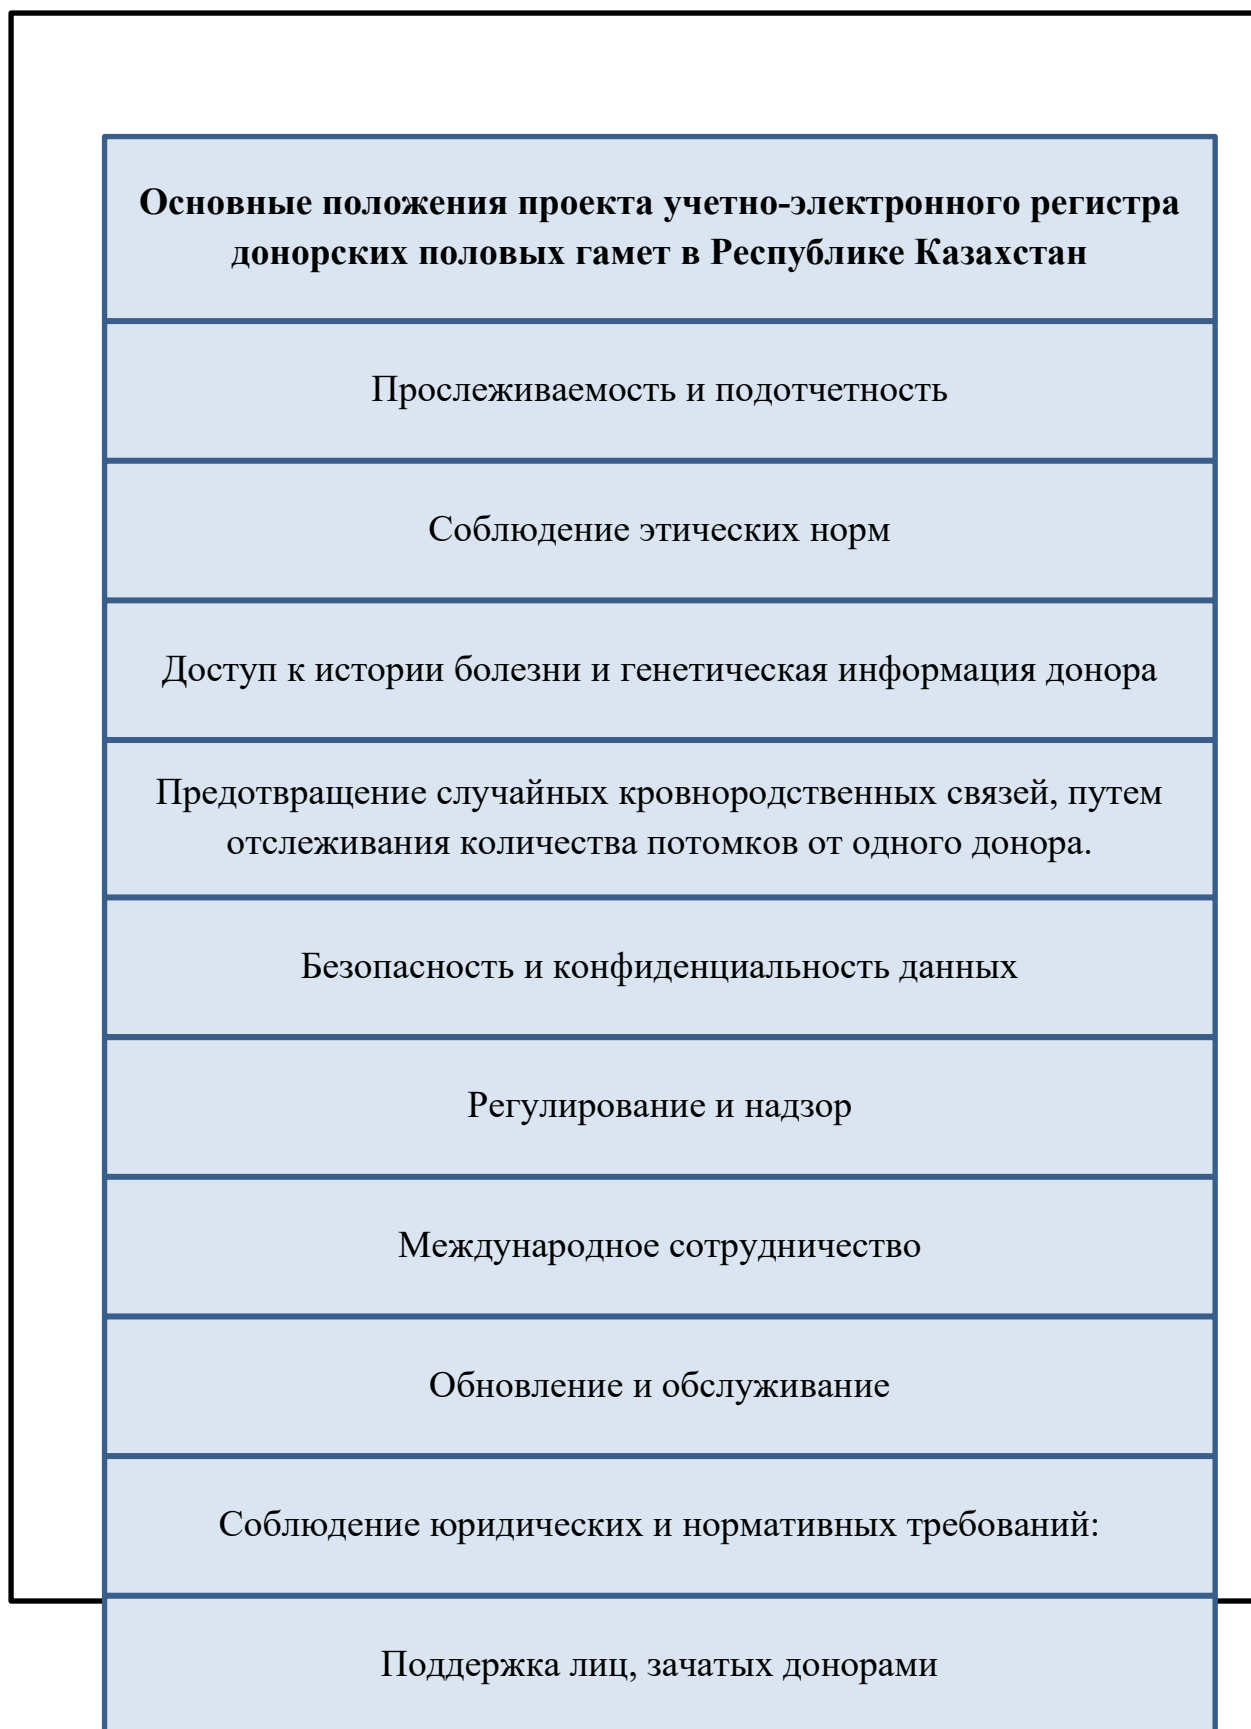 Основные положения проекта учетно-электронного регистра
донорских половых гамет в Республике Казахстан
Прослеживаемость и подотчетность
Соблюдение этических норм
Доступ к истории болезни и генетическая информация донора
Предотвращение случайных кровнородственных связей, путем
отслеживания количества потомков от одного донора.
Безопасность и конфиденциальность данных
Регулирование и надзор
Международное сотрудничество
Обновление и обслуживание
Соблюдение юридических и нормативных требований:
Поддержка лиц, зачатых донорами